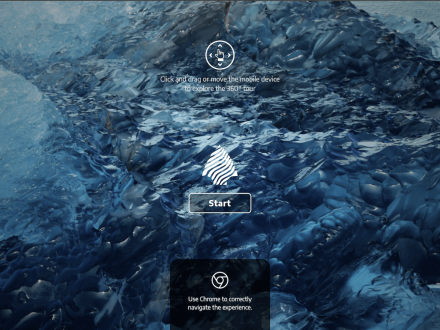 Click and drag or move the mobile device
to explore the 360º tour
Start
Use Chrome to correctly
navigate the experience.